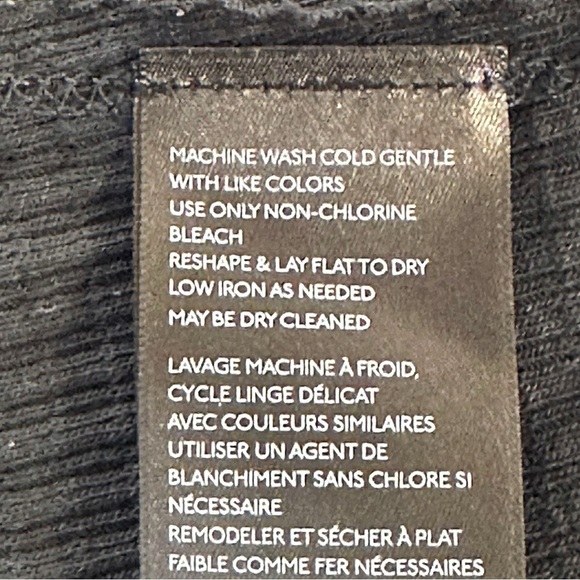 MACHINE WASH COLD GENTLE
WITH LIKE COLORS
USE ONLY NON-CHLORINE
BLEACH
RESHAPE & LAY FLAT TO DRY
LOW IRON AS NEEDED
MAY BE DRY CLEANED
LAVAGE MACHINE À FROID,
CYCLE LINGE DÉLICAT
AVEC COULEURS SIMILAIRES
UTILISER UN AGENT DE
BLANCHIMENT SANS CHLORE SI
NÉCESSAIRE
REMODELER ET SÉCHER À PLAT
FAIBLE COMME FER NÉCESSAIRES